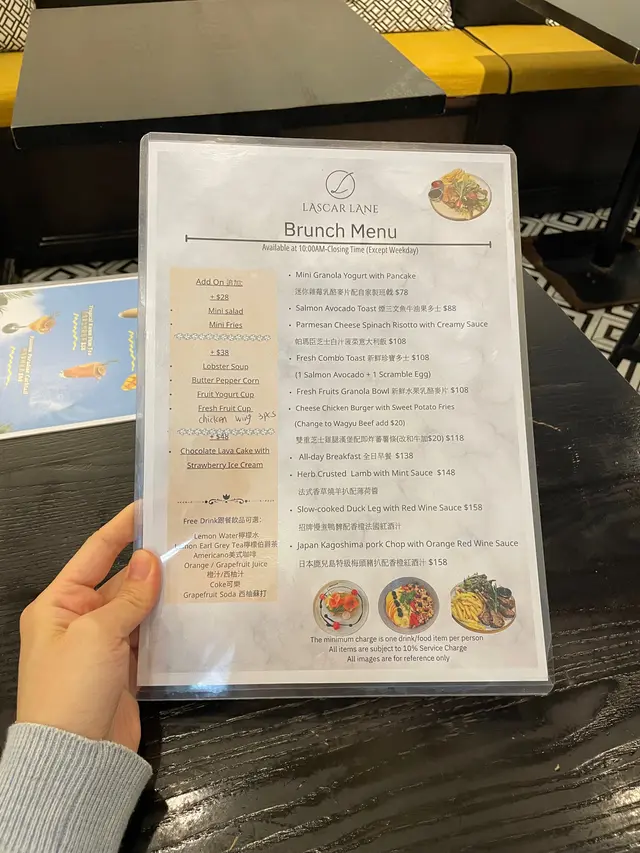 LASCAR LANE
Brunch Menu
Available at 10:00AM-Closing Time (Except Weekday)
Add On 追加:
+ $28
Mini salad
Mini Fries
+ $38
Lobster Soup
Butter Pepper Corn
Fruit Yogurt Cup
Fresh Fruit Cup
chicken wing 3pcs
+ $48
Chocolate Lava Cake with
Strawberry Ice Cream
Free Drink跟餐飲品可選:
Lemon Water檸檬水
Lemon Earl Grey Tea檸檬伯爵茶
Americano美式咖啡
Orange / Grapefruit Juice
橙汁/西柚汁
Coke可樂
Grapefruit Soda 西柚蘇打
• Mini Granola Yogurt with Pancake
迷你雜莓乳酪麥片配自家製班戟 $78
• Salmon Avocado Toast 煙三文魚牛油果多士 $88
• Parmesan Cheese Spinach Risotto with Creamy Sauce
帕瑪臣芝士白汁菠菜意大利飯 $108
• Fresh Combo Toast 新鮮珍寶多士 $108
(1 Salmon Avocado + 1 Scramble Egg)
• Fresh Fruits Granola Bowl 新鮮水果乳酪麥片 $108
• Cheese Chicken Burger with Sweet Potato Fries
(Change to Wagyu Beef add $20)
雙重芝士雞腿漢堡配即炸蕃薯條(改和牛加$20) $118
• All-day Breakfast 全日早餐 $138
• Herb Crusted Lamb with Mint Sauce $148
法式香草燒羊扒配薄荷醬
• Slow-cooked Duck Leg with Red Wine Sauce $158
招牌慢煮鴨髀配香橙法國紅酒汁
• Japan Kagoshima pork Chop with Orange Red Wine Sauce
日本鹿兒島特級梅頭豬扒配香橙紅酒汁 $158
The minimum charge is one drink/food item per person
All items are subject to 10% Service Charge
All images are for reference only